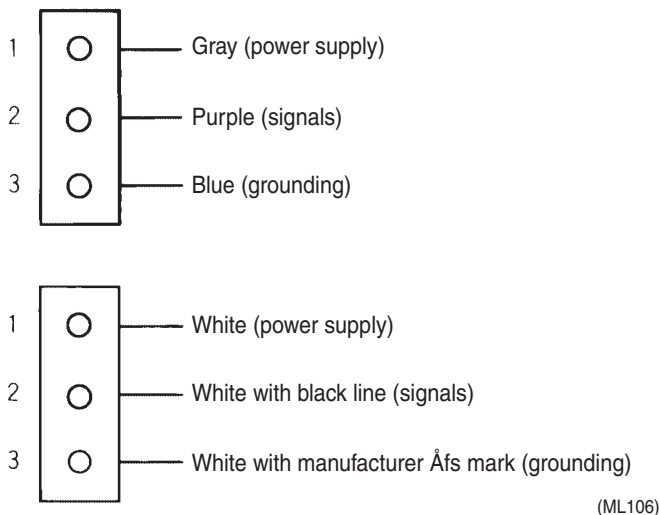 1 Gray (power supply)
2 Purple (signals)
3 Blue (grounding)
1 White (power supply)
2 White with black line (signals)
3 White with manufacturer Åfs mark (grounding)
(ML106)